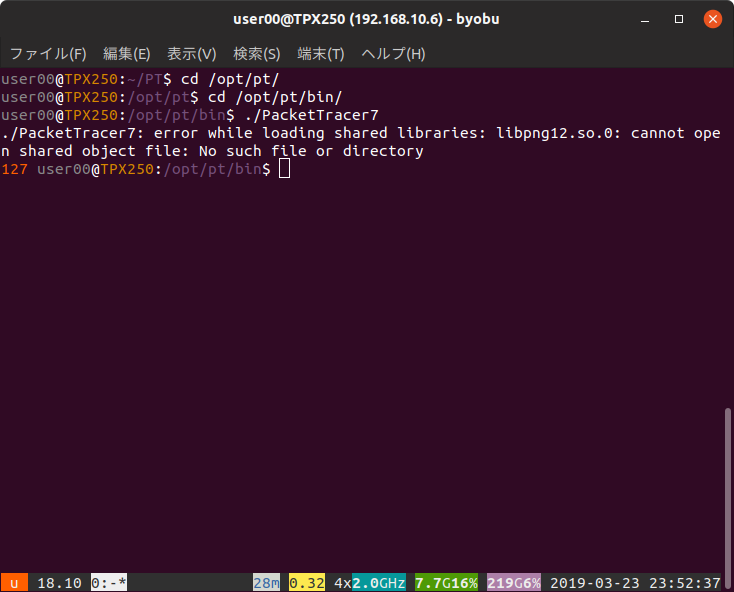 user00@TPX250 (192.168.10.6) - byobu
ファイル(F) 編集(E) 表示(V) 検索(S) 端末(T) ヘルプ(H)
user00@TPX250:~/PT$ cd /opt/pt/
user00@TPX250:/opt/pt$ cd /opt/pt/bin/
user00@TPX250:/opt/pt/bin$ ./PacketTracer7
./PacketTracer7: error while loading shared libraries: libpng12.so.0: cannot ope
n shared object file: No such file or directory
127 user00@TPX250:/opt/pt/bin$
u 18.10 0:-* 28m 0.32 4x2.0GHz 7.7G16% 219G6% 2019-03-23 23:52:37